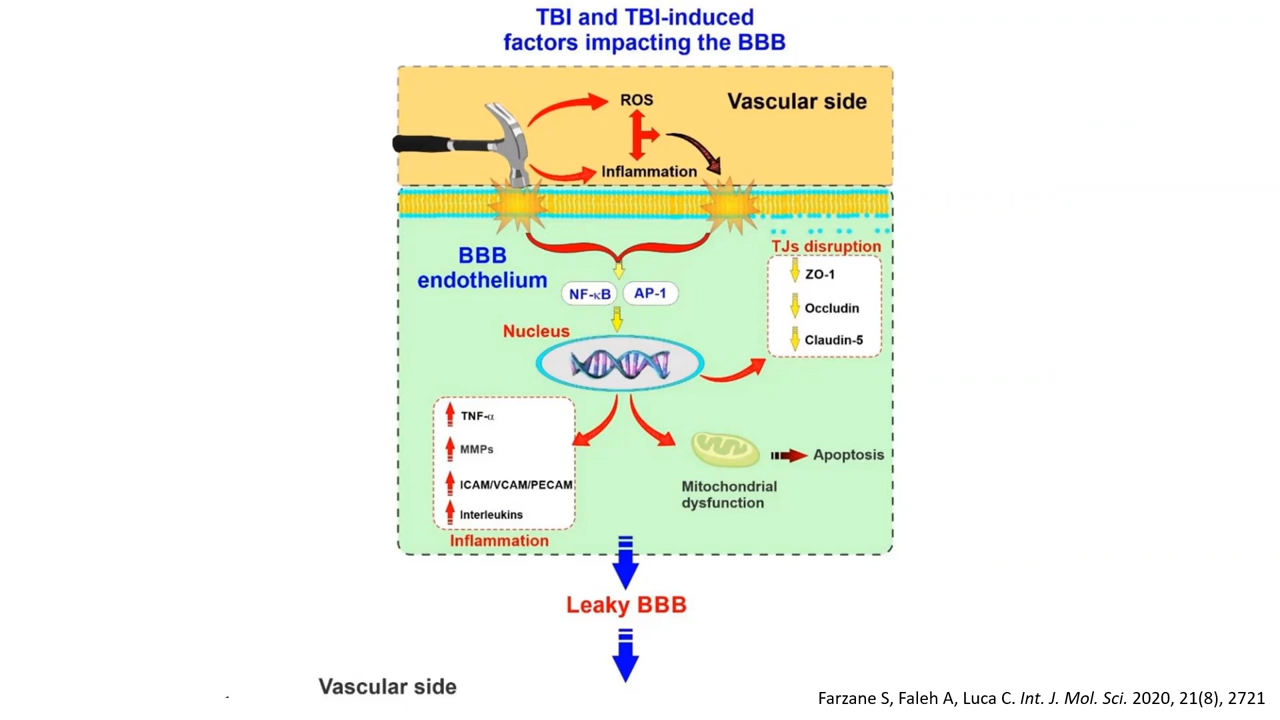 TBI and TBI-induced
factors impacting the BBB
ROS
Vascular side
Inflammation
BBB
endothelium
TJs disruption
ZO-1
Occludin
Claudin-5
NF-κB
AP-1
Nucleus
TNF-α
MMPs
ICAM/VCAM/PECAM
Interleukins
Inflammation
Mitochondrial
dysfunction
Apoptosis
Leaky BBB
Vascular side
Farzane S, Faleh A, Luca C. Int. J. Mol. Sci. 2020, 21(8), 2721